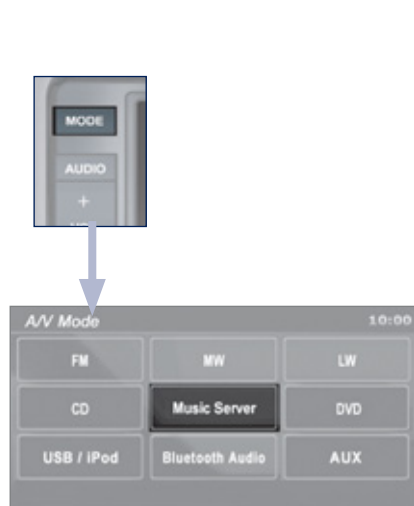 MODE
AUDIO
+
A/V Mode 10:00
FM MW LW
CD Music Server DVD
USB / iPod Bluetooth Audio AUX